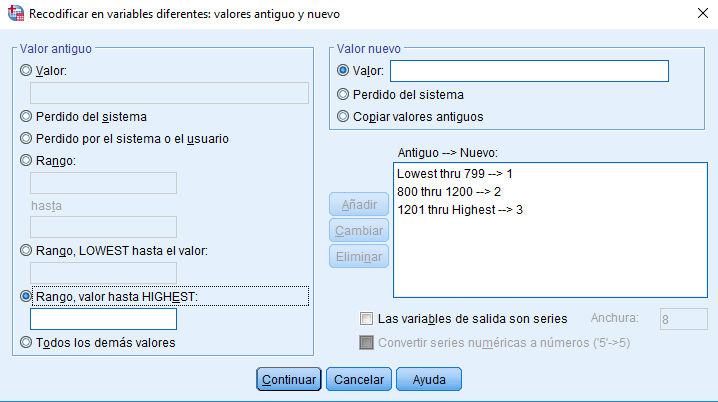 Recodificar en variables diferentes: valores antiguo y nuevo
Valor antiguo
Valor:
Perdido del sistema
Perdido por el sistema o el usuario
Rango:
hasta
Rango, LOWEST hasta el valor:
Rango, valor hasta HIGHEST:
Todos los demás valores
Valor nuevo
Valor:
Perdido del sistema
Copiar valores antiguos
Antiguo --> Nuevo:
Lowest thru 799 --> 1
800 thru 1200 --> 2
1201 thru Highest --> 3
Añadir
Cambiar
Eliminar
Las variables de salida son series
Anchura:
8
Convertir series numéricas a números ('5'->5)
Continuar
Cancelar
Ayuda